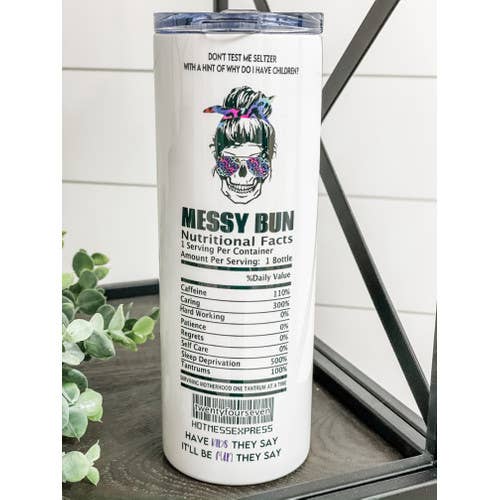 DON'T TEST ME SELTZER
WITH A HINT OF WHY DO I HAVE CHILDREN?
MESSY BUN
Nutritional Facts
1 Serving Per Container
Amount Per Serving: 1 Bottle
%Daily Value
Caffeine 110%
Caring 300%
Hard Working 0%
Patience 0%
Regrets 0%
Self Care 0%
Sleep Deprivation 500%
Tantrums 100%
SURVIVING MOTHERHOOD ONE TANTRUM AT A TIME
twentyfourseven
HOTMESSEXPRESS
HAVE KIDS THEY SAY
IT'LL BE FUN THEY SAY